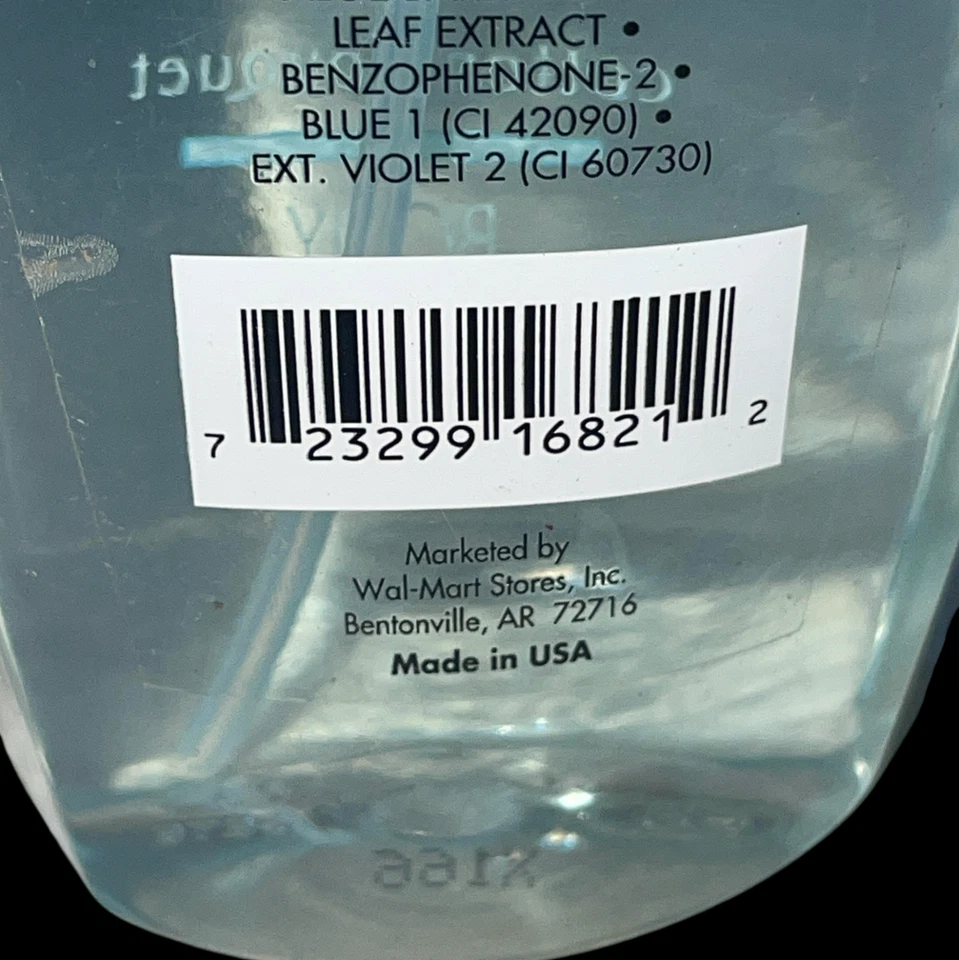 LEAF EXTRACT •
BENZOPHENONE-2 •
BLUE 1 (CI 42090) •
EXT. VIOLET 2 (CI 60730)
7 23299 16821 2
Marketed by
Wal-Mart Stores, Inc.
Bentonville, AR 72716
Made in USA